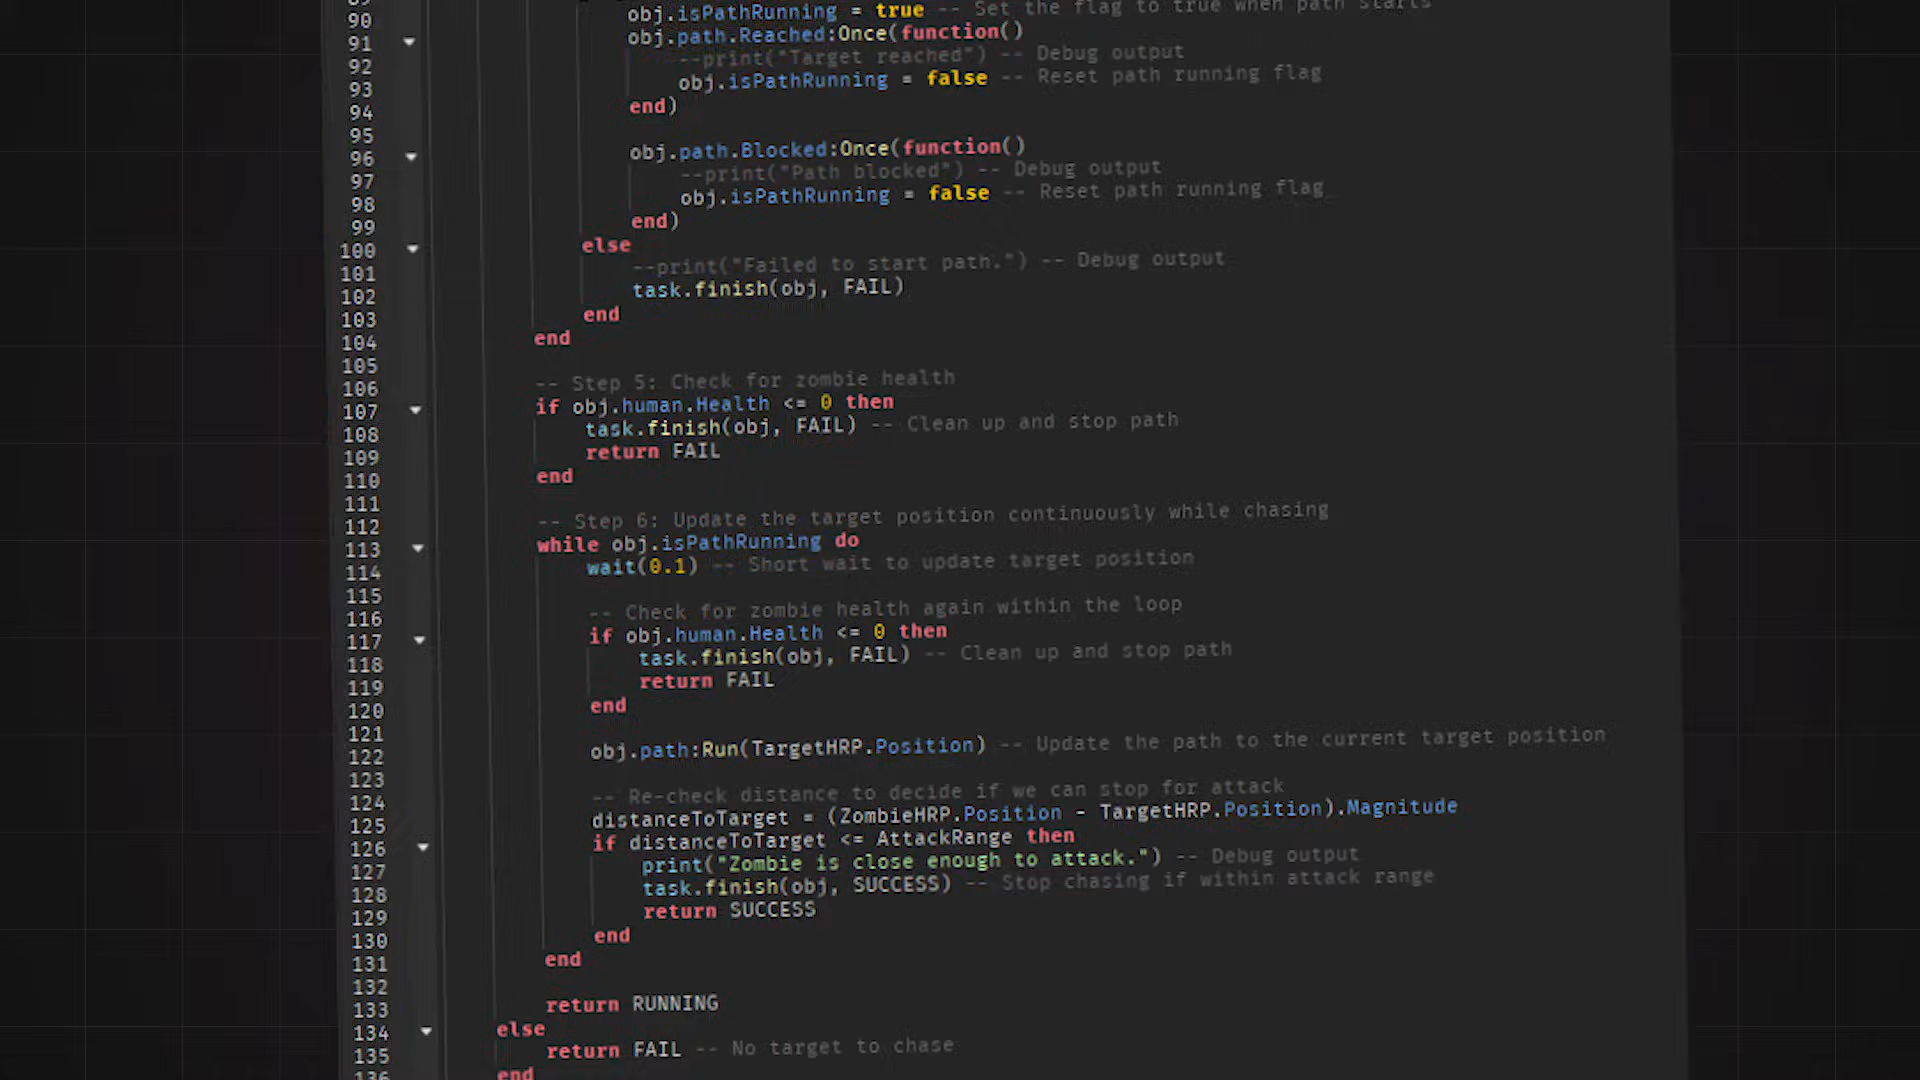 89
90 obj.isPathRunning = true -- Set the flag to true when path starts
91 obj.path.Reached:Once(function()
92 --print("Target reached") -- Debug output
93 obj.isPathRunning = false -- Reset path running flag
94 end)
95
96 obj.path.Blocked:Once(function()
97 --print("Path blocked") -- Debug output
98 obj.isPathRunning = false -- Reset path running flag
99 end)
100 else
101 --print("Failed to start path.") -- Debug output
102 task.finish(obj, FAIL)
103 end
104 end
105
106 -- Step 5: Check for zombie health
107 if obj.human.Health <= 0 then
108 task.finish(obj, FAIL) -- Clean up and stop path
109 return FAIL
110 end
111
112 -- Step 6: Update the target position continuously while chasing
113 while obj.isPathRunning do
114 wait(0.1) -- Short wait to update target position
115
116 -- Check for zombie health again within the loop
117 if obj.human.Health <= 0 then
118 task.finish(obj, FAIL) -- Clean up and stop path
119 return FAIL
120 end
121
122 obj.path:Run(TargetHRP.Position) -- Update the path to the current target position
123
124 -- Re-check distance to decide if we can stop for attack
125 distanceToTarget = (ZombieHRP.Position - TargetHRP.Position).Magnitude
126 if distanceToTarget <= AttackRange then
127 print("Zombie is close enough to attack.") -- Debug output
128 task.finish(obj, SUCCESS) -- Stop chasing if within attack range
129 return SUCCESS
130 end
131 end
132
133 return RUNNING
134 else
135 return FAIL -- No target to chase
136 end